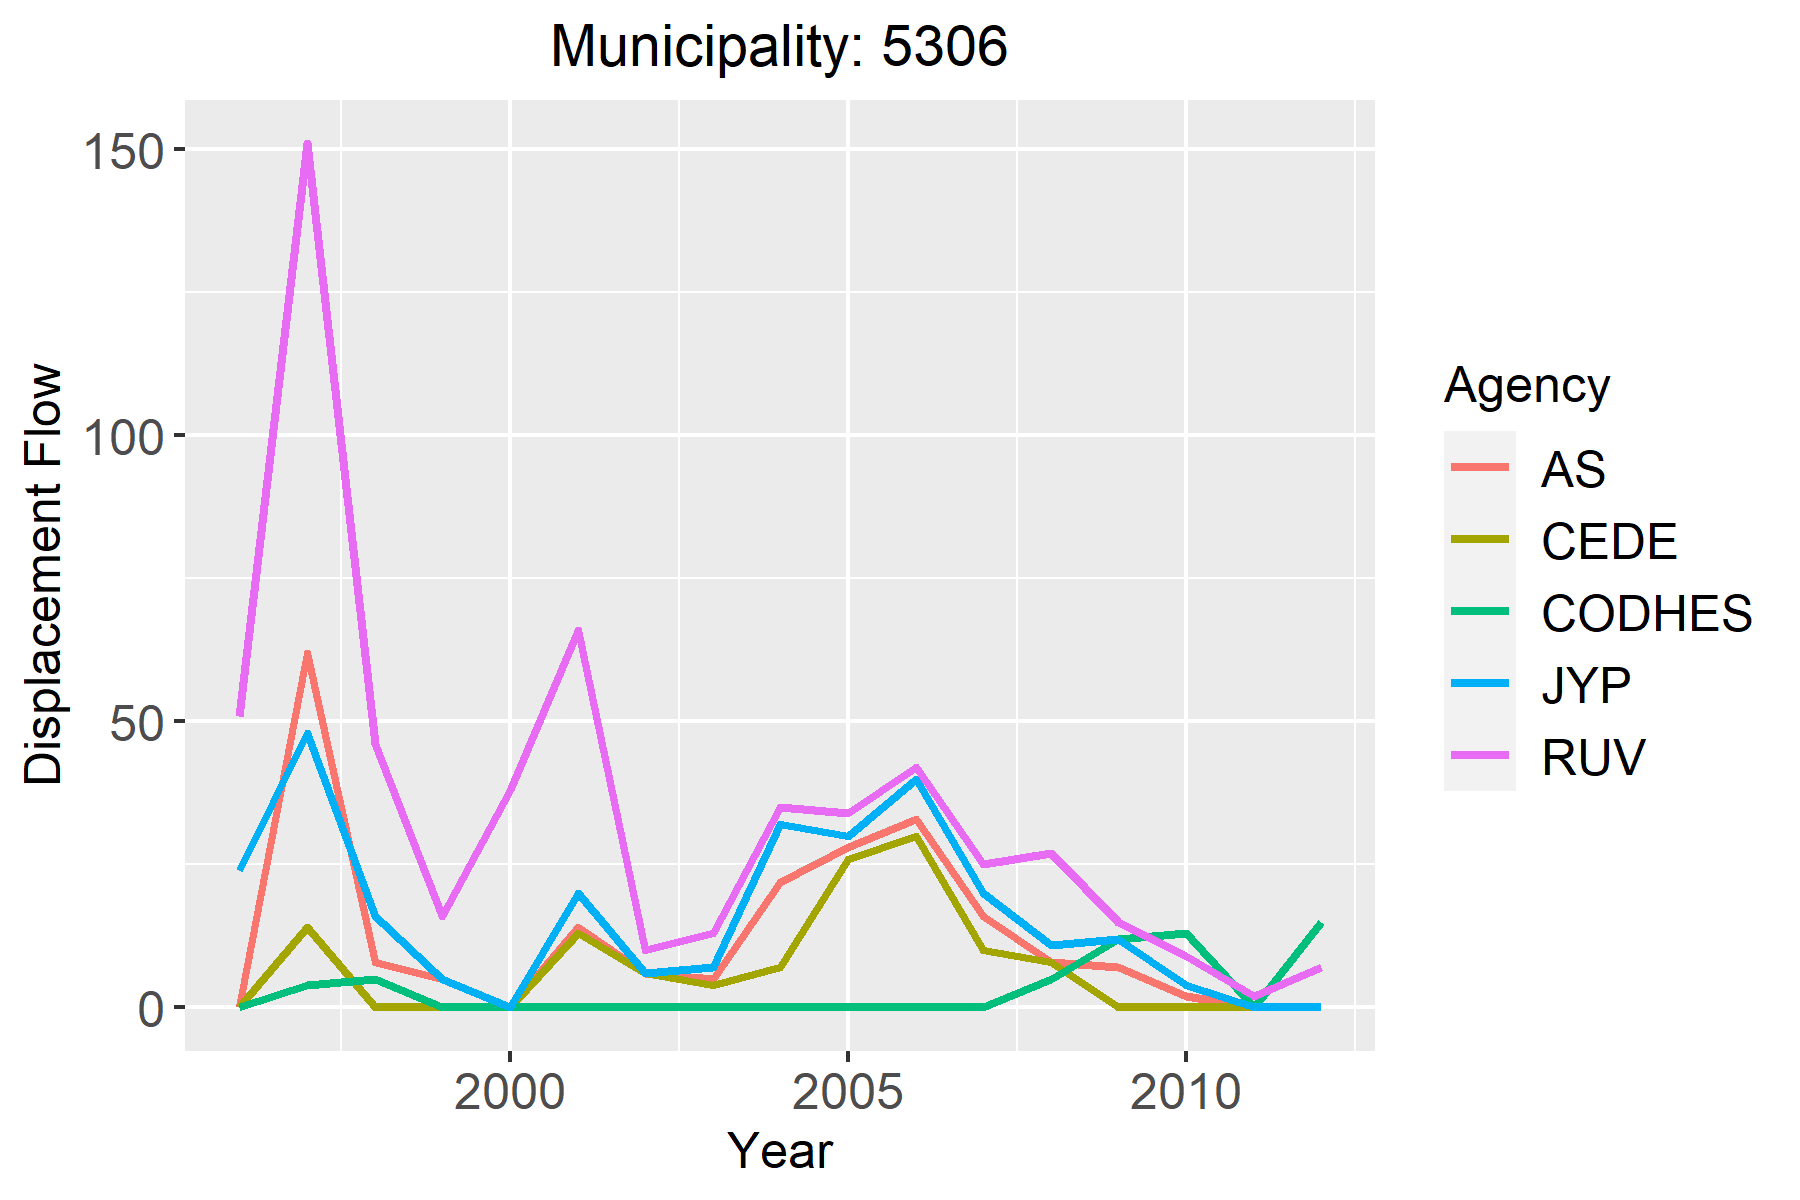 Municipality: 5306
150
100
50
0
Displacement Flow
2000 2005 2010
Year
Agency
AS
CEDE
CODHES
JYP
RUV